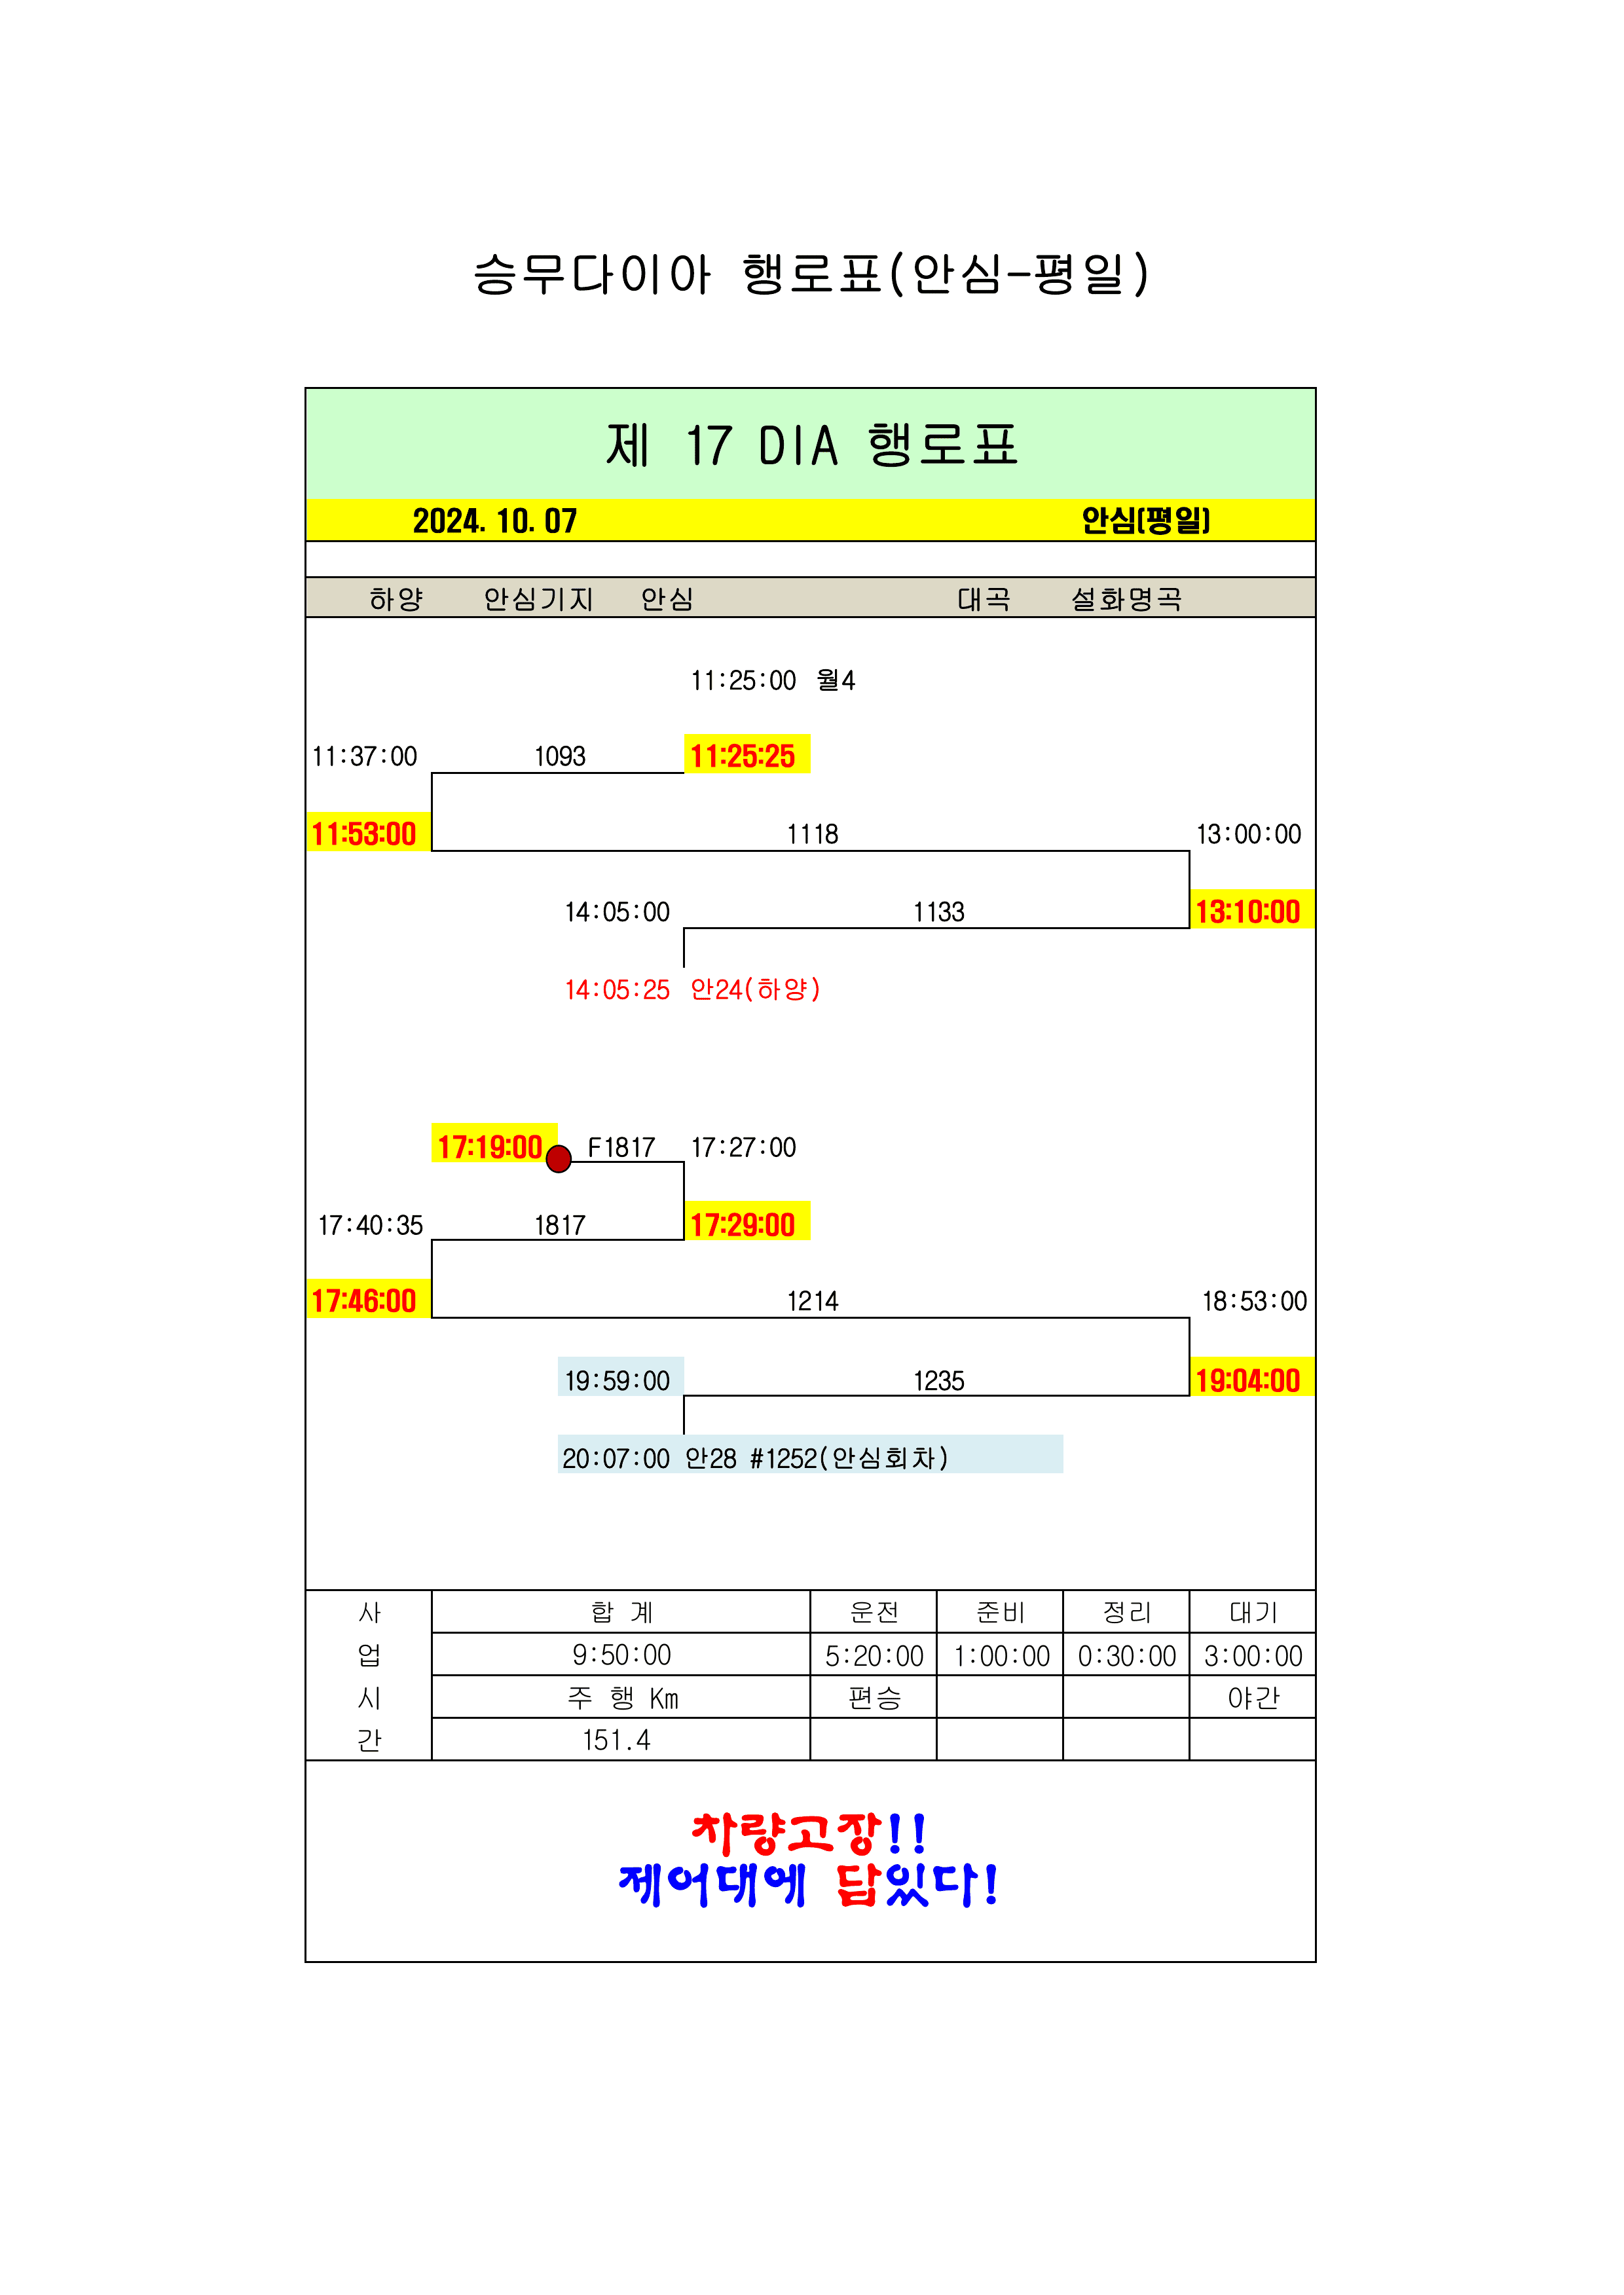 승무다이아 행로표(안심-평일)
제 17 DIA 행로표
2024. 10. 07 안심(평일)
하양 안심기지 안심 대곡 설화명곡
11:25:00 월4
11:37:00 1093 11:25:25
11:53:00 1118 13:00:00
14:05:00 1133 13:10:00
14:05:25 안24(하양)
17:19:00 F1817 17:27:00
17:40:35 1817 17:29:00
17:46:00 1214 18:53:00
19:59:00 1235 19:04:00
20:07:00 안28 #1252(안심회차)
사 합 계 운전 준비 정리 대기
업 9:50:00 5:20:00 1:00:00 0:30:00 3:00:00
시 주 행 Km 편승 야간
간 151.4
차량고장!!
제어대에 답있다!